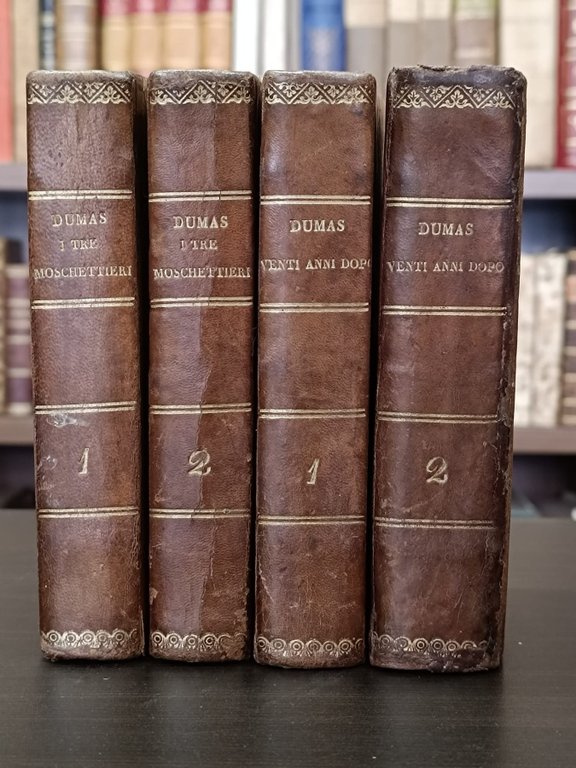 DUMAS
I TRE
MOSCHETTIERI
1
DUMAS
I TRE
MOSCHETTIERI
2
DUMAS
VENTI ANNI DOPO
1
DUMAS
VENTI ANNI DOPO
2